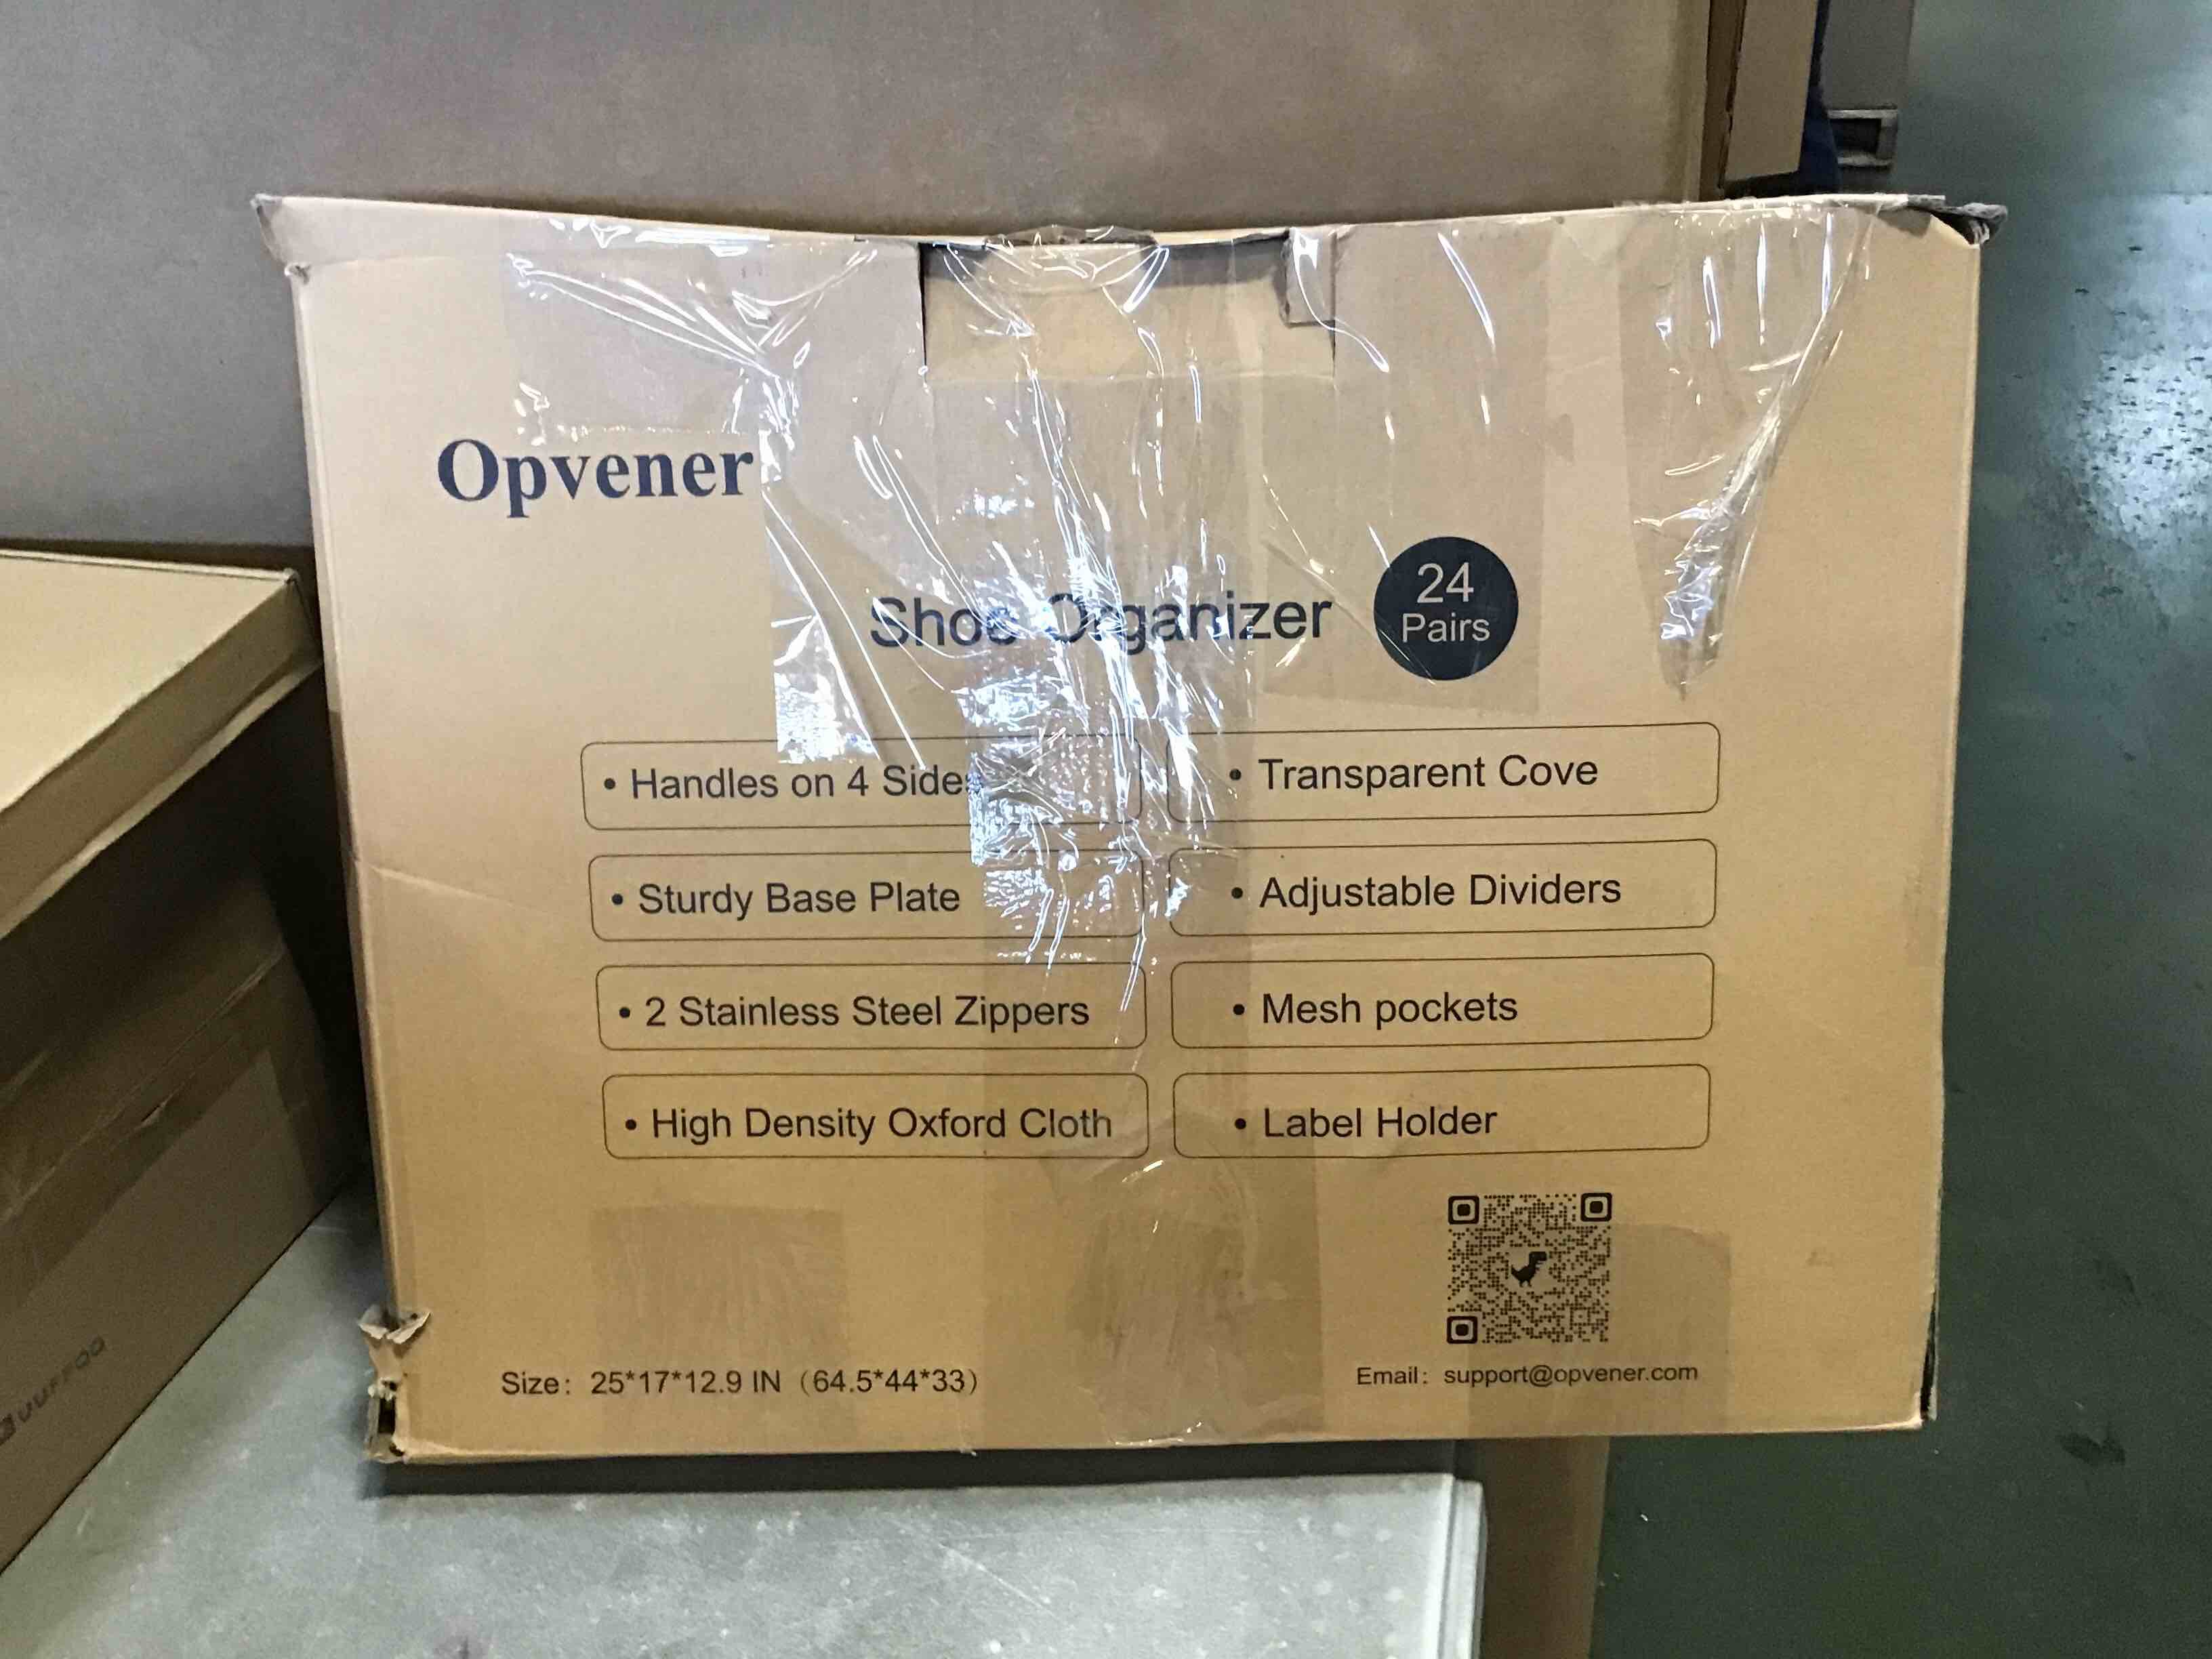 Opvener
Shoe Organizer
24
Pairs
• Handles on 4 Sides
• Transparent Cove
• Sturdy Base Plate
• Adjustable Dividers
• 2 Stainless Steel Zippers
• Mesh pockets
• High Density Oxford Cloth
• Label Holder
Size: 25*17*12.9 IN（64.5*44*33）
Email: support@opvener.com